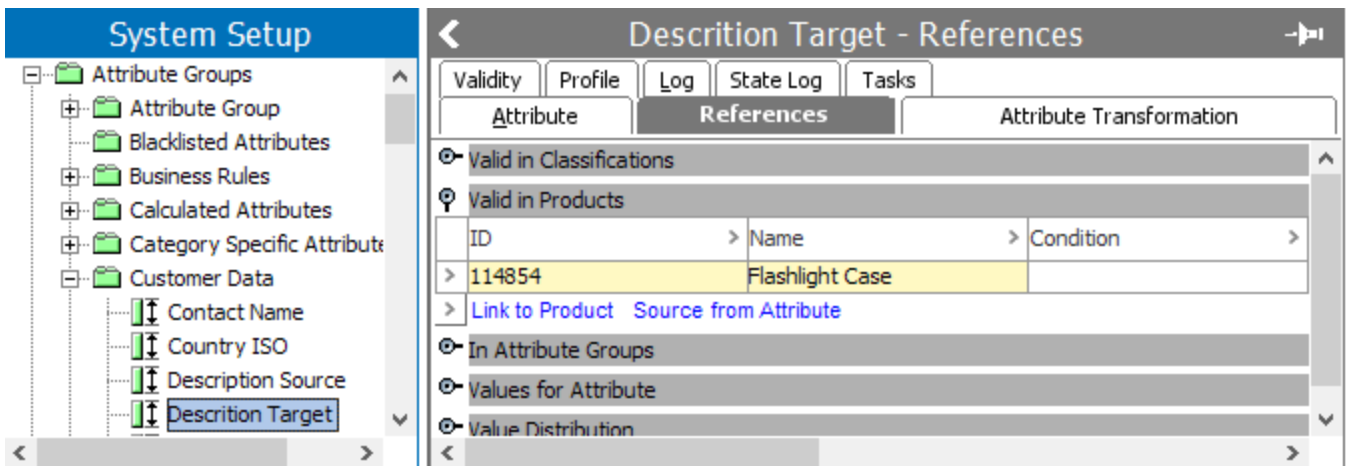 System Setup
Attribute Groups
Attribute Group
Blacklisted Attributes
Business Rules
Calculated Attributes
Category Specific Attribute
Customer Data
Contact Name
Country ISO
Description Source
Descrition Target
Descrition Target - References
Validity Profile Log State Log Tasks
Attribute References Attribute Transformation
Valid in Classifications
Valid in Products
ID > Name > Condition >
> 114854 Flashlight Case
> Link to Product Source from Attribute
In Attribute Groups
Values for Attribute
Value Distribution